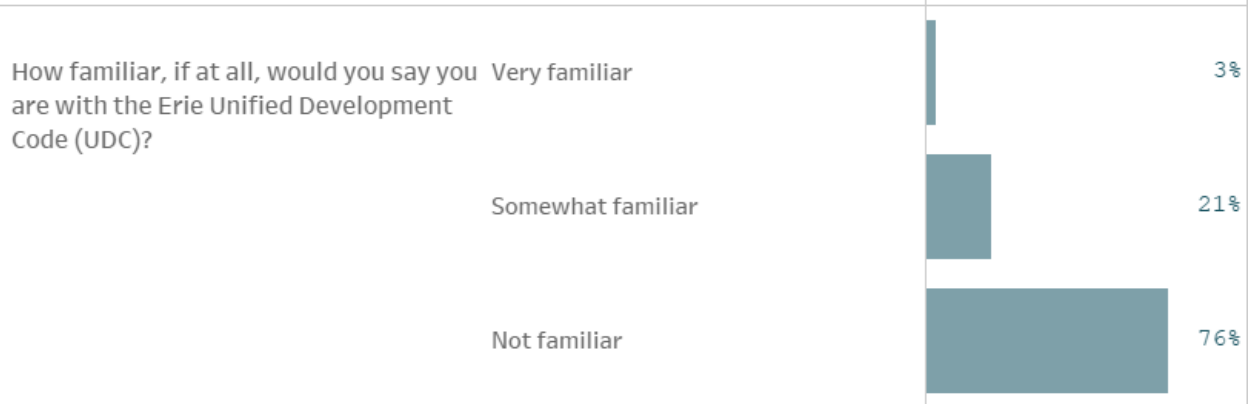 How familiar, if at all, would you say you Very familiar 3%
are with the Erie Unified Development
Code (UDC)?
Somewhat familiar 21%
Not familiar 76%